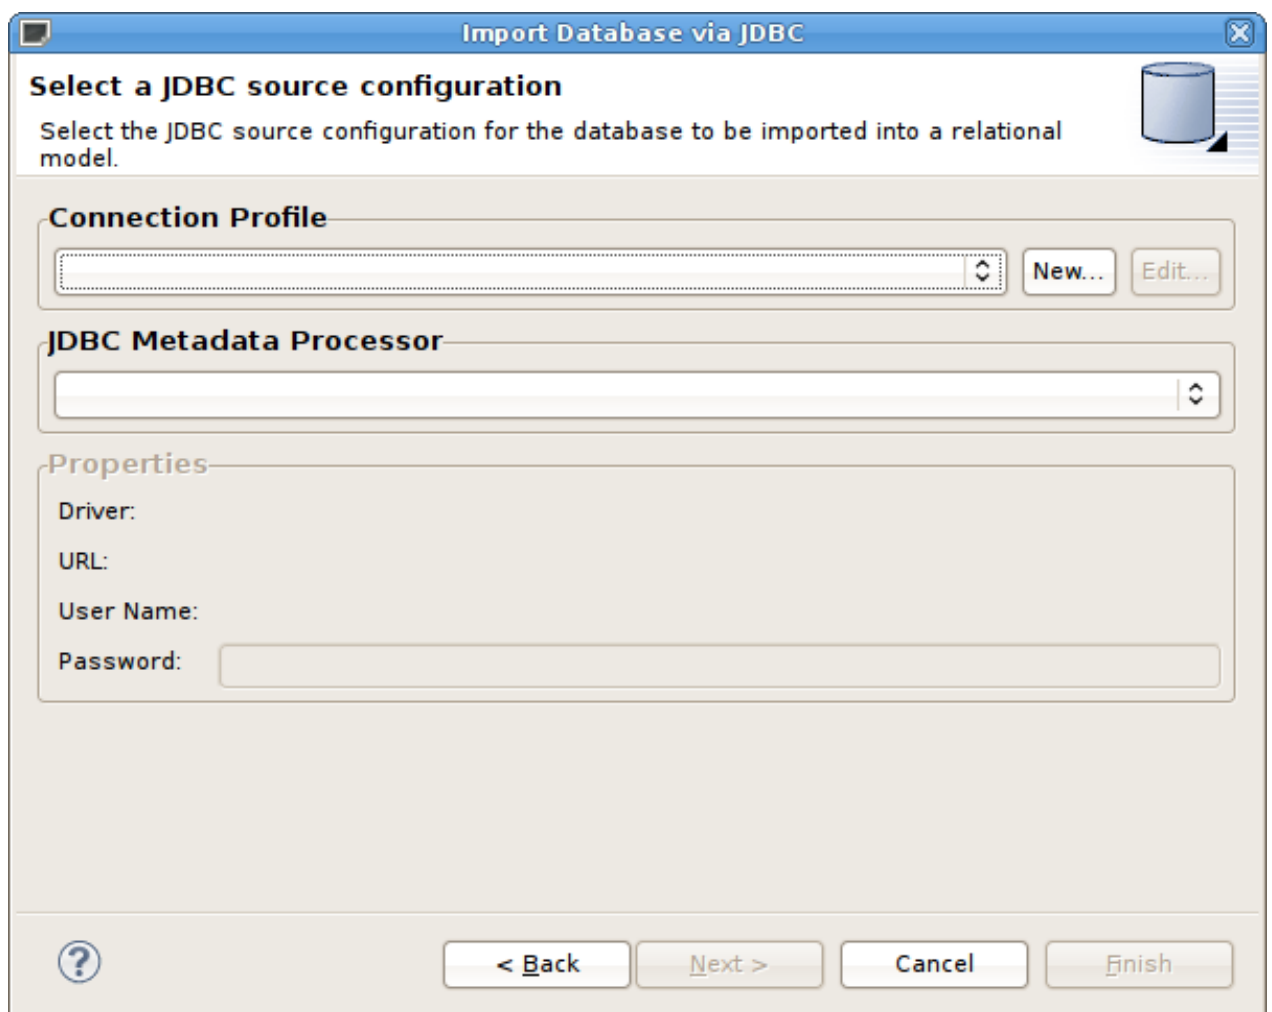 Import Database via JDBC
Select a JDBC source configuration
Select the JDBC source configuration for the database to be imported into a relational
model.
Connection Profile
New...
Edit...
JDBC Metadata Processor
Properties
Driver:
URL:
User Name:
Password:
?
< Back
Next >
Cancel
Finish